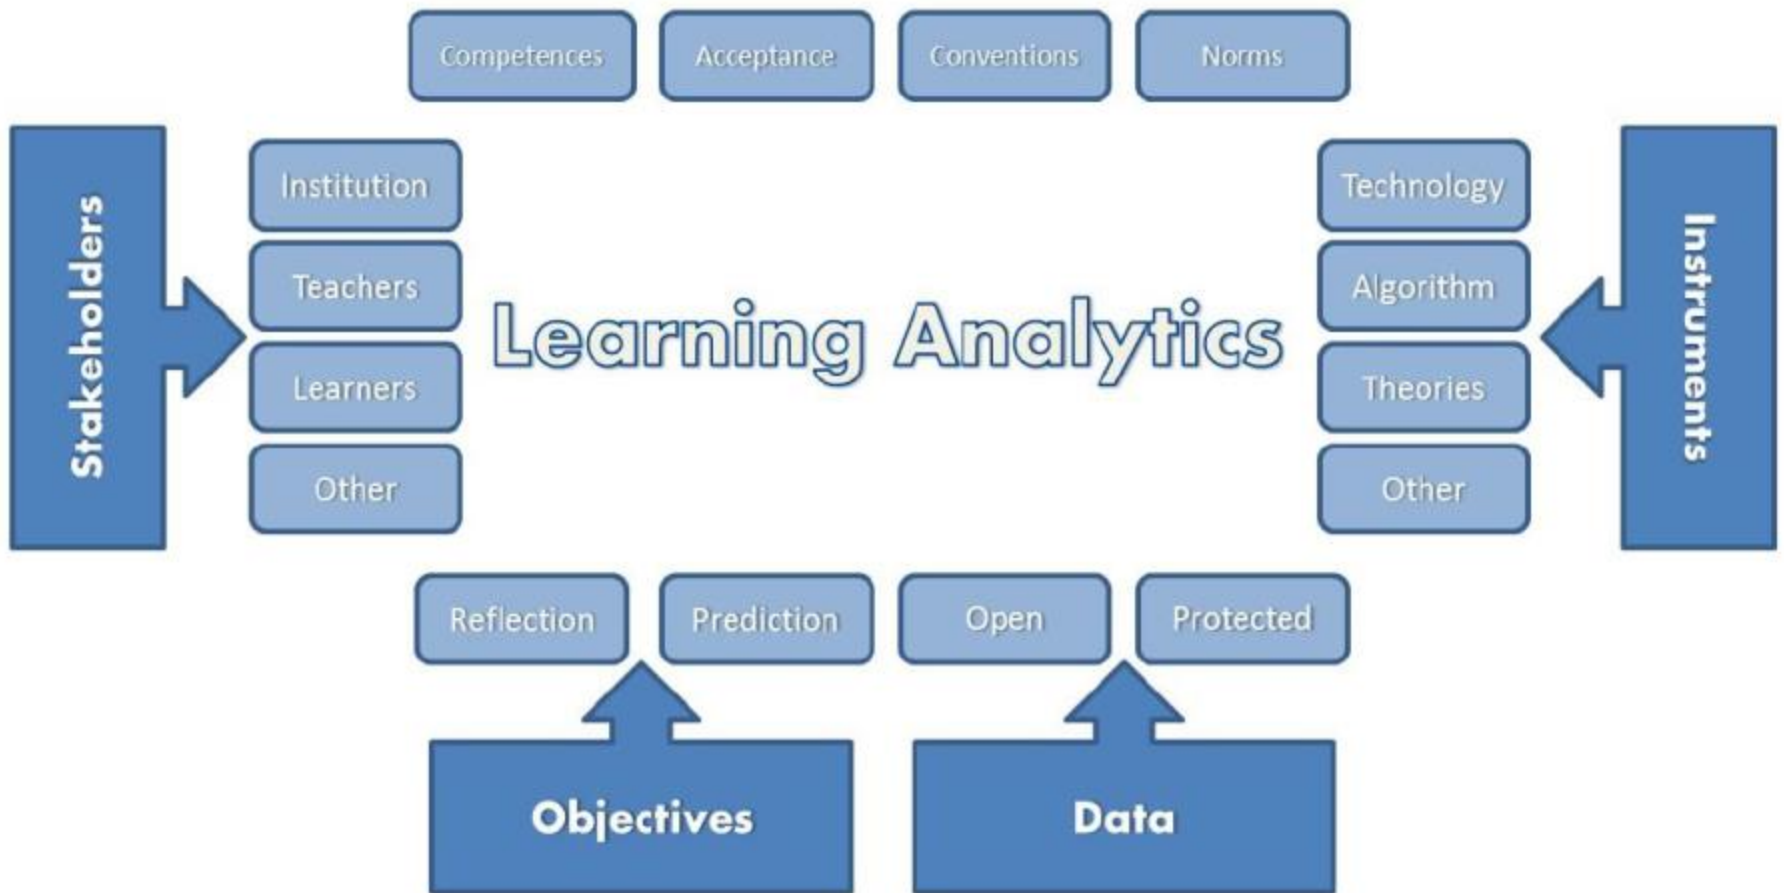 Competences
Acceptance
Conventions
Norms
Stakeholders
Institution
Teachers
Learners
Other
Learning Analytics
Technology
Algorithm
Theories
Other
Instruments
Reflection
Prediction
Open
Protected
Objectives
Data